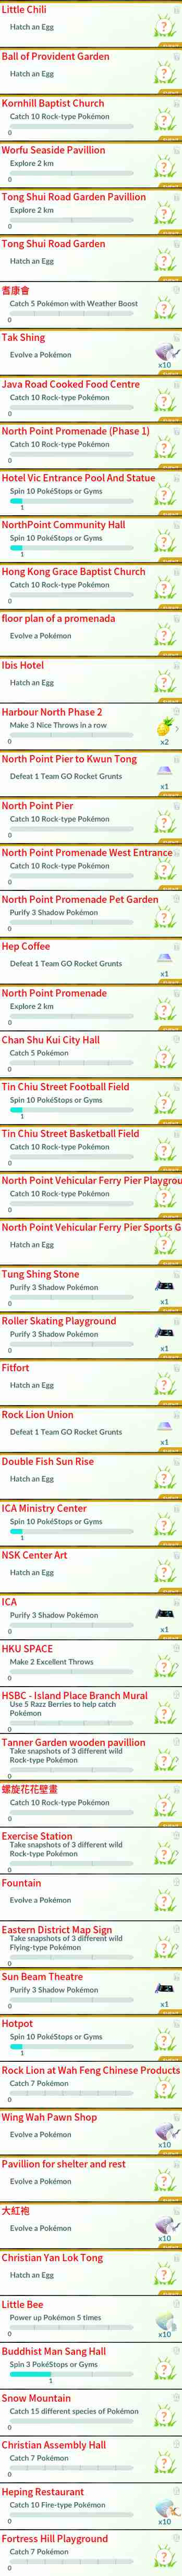 Little Chili
Hatch an Egg
Ball of Provident Garden
Hatch an Egg
Kornhill Baptist Church
Catch 10 Rock-type Pokémon
0
Worfu Seaside Pavillion
Explore 2 km
0
Tong Shui Road Garden Pavillion
Explore 2 km
0
Tong Shui Road Garden
Hatch an Egg
耆康會
Catch 5 Pokémon with Weather Boost
0
Tak Shing
Evolve a Pokémon
x10
Java Road Cooked Food Centre
Catch 10 Rock-type Pokémon
0
North Point Promenade (Phase 1)
Catch 10 Rock-type Pokémon
0
Hotel Vic Entrance Pool And Statue
Spin 10 PokéStops or Gyms
1
NorthPoint Community Hall
Spin 10 PokéStops or Gyms
1
Hong Kong Grace Baptist Church
Catch 10 Rock-type Pokémon
0
floor plan of a promenada
Evolve a Pokémon
Ibis Hotel
Hatch an Egg
Harbour North Phase 2
Make 3 Nice Throws in a row
0
x2
North Point Pier to Kwun Tong
Defeat 1 Team GO Rocket Grunts
x1
North Point Pier
Catch 10 Rock-type Pokémon
0
North Point Promenade West Entrance
Catch 10 Rock-type Pokémon
0
North Point Promenade Pet Garden
Purify 3 Shadow Pokémon
0
Hep Coffee
Defeat 1 Team GO Rocket Grunts
x1
North Point Promenade
Explore 2 km
0
Chan Shu Kui City Hall
Catch 5 Pokémon
0
Tin Chiu Street Football Field
Spin 10 PokéStops or Gyms
1
Tin Chiu Street Basketball Field
Catch 10 Rock-type Pokémon
0
North Point Vehicular Ferry Pier Playgrou
Catch 10 Rock-type Pokémon
0
North Point Vehicular Ferry Pier Sports G
Hatch an Egg
Tung Shing Stone
Purify 3 Shadow Pokémon
0
x1
Roller Skating Playground
Purify 3 Shadow Pokémon
0
x1
Fitfort
Hatch an Egg
Rock Lion Union
Defeat 1 Team GO Rocket Grunts
x1
Double Fish Sun Rise
Hatch an Egg
ICA Ministry Center
Spin 10 PokéStops or Gyms
1
NSK Center Art
Hatch an Egg
ICA
Purify 3 Shadow Pokémon
0
x1
HKU SPACE
Make 2 Excellent Throws
0
HSBC - Island Place Branch Mural
Use 5 Razz Berries to help catch
Pokémon
0
Tanner Garden wooden pavillion
Take snapshots of 3 different wild
Rock-type Pokémon
0
螺旋花花壁畫
Catch 10 Rock-type Pokémon
0
Exercise Station
Take snapshots of 3 different wild
Rock-type Pokémon
0
Fountain
Evolve a Pokémon
Eastern District Map Sign
Take snapshots of 3 different wild
Flying-type Pokémon
0
Sun Beam Theatre
Purify 3 Shadow Pokémon
0
x1
Hotpot
Spin 10 PokéStops or Gyms
1
Rock Lion at Wah Feng Chinese Products
Catch 7 Pokémon
0
Wing Wah Pawn Shop
Evolve a Pokémon
x10
Pavillion for shelter and rest
Evolve a Pokémon
大紅袍
Evolve a Pokémon
x10
Christian Yan Lok Tong
Hatch an Egg
Little Bee
Power up Pokémon 5 times
0
x10
Buddhist Man Sang Hall
Spin 3 PokéStops or Gyms
1
Snow Mountain
Catch 15 different species of Pokémon
0
Christian Assembly Hall
Catch 7 Pokémon
0
Heping Restaurant
Catch 10 Fire-type Pokémon
0
x10
Fortress Hill Playground
Catch 7 Pokémon
0